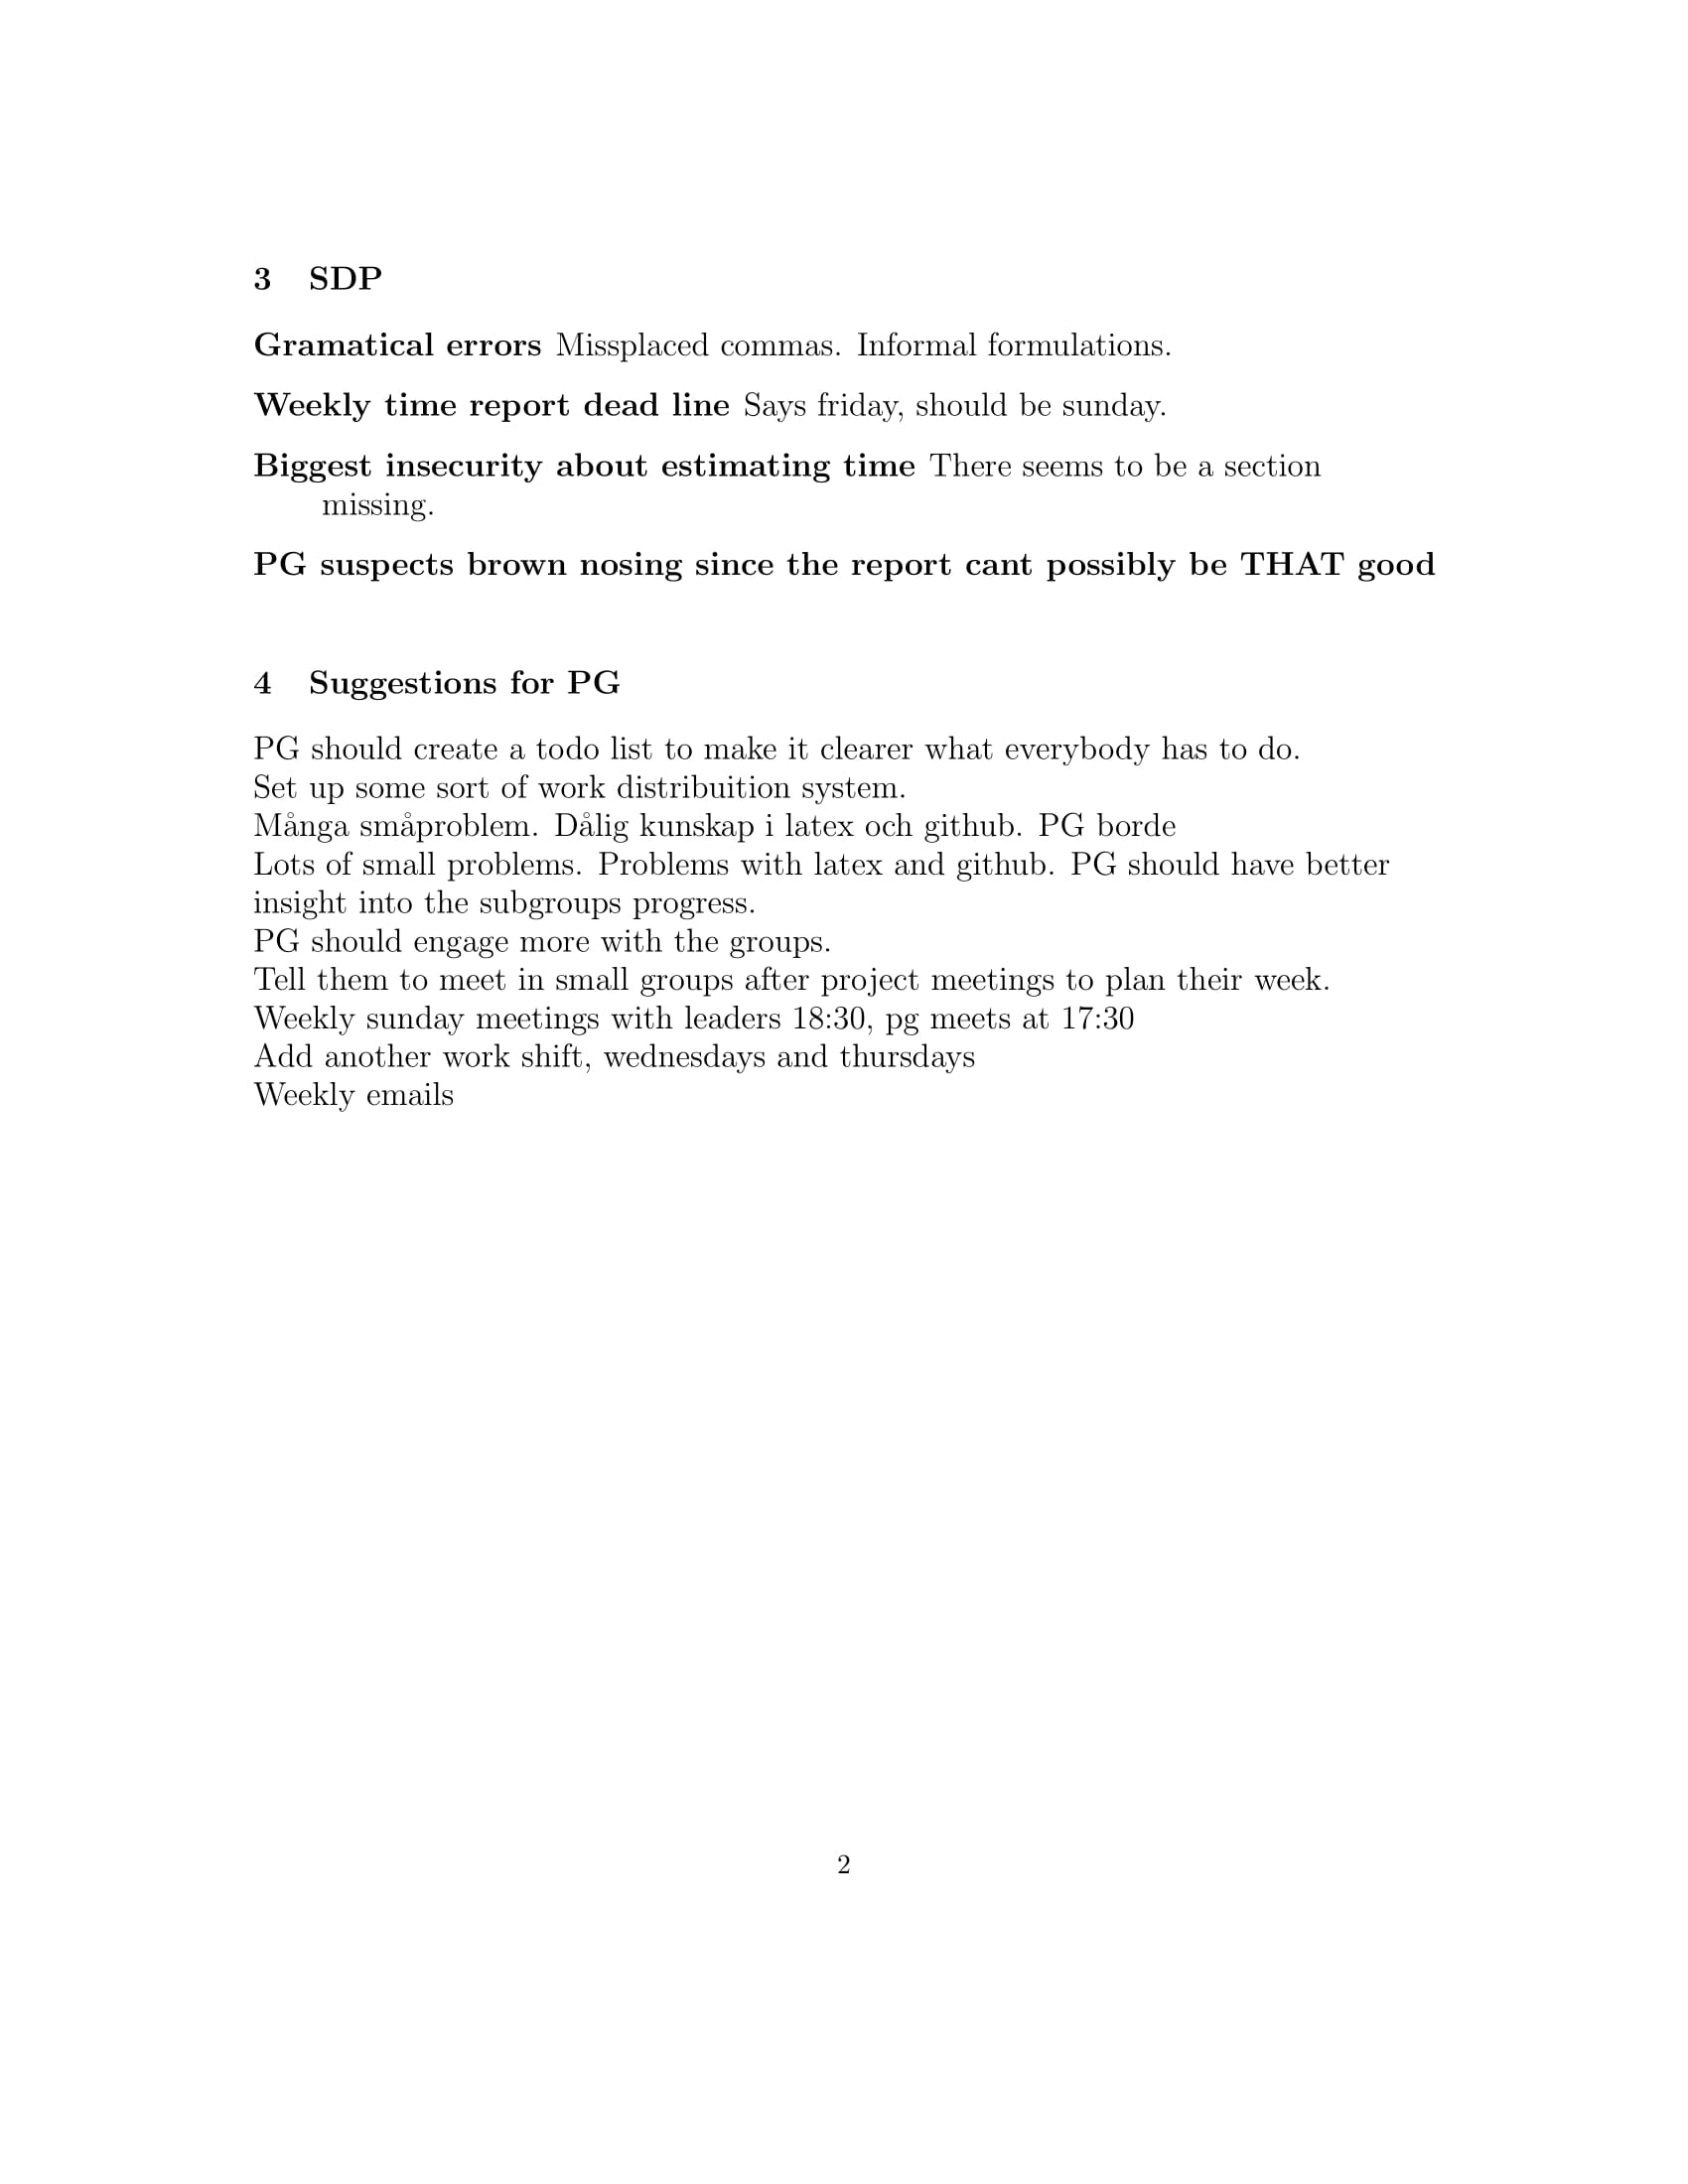 3 SDP
Gramatical errors Missplaced commas. Informal formulations.
Weekly time report dead line Says friday, should be sunday.
Biggest insecurity about estimating time There seems to be a section
missing.
PG suspects brown nosing since the report cant possibly be THAT good
4 Suggestions for PG
PG should create a todo list to make it clearer what everybody has to do.
Set up some sort of work distribuition system.
Många småproblem. Dålig kunskap i latex och github. PG borde
Lots of small problems. Problems with latex and github. PG should have better
insight into the subgroups progress.
PG should engage more with the groups.
Tell them to meet in small groups after project meetings to plan their week.
Weekly sunday meetings with leaders 18:30, pg meets at 17:30
Add another work shift, wednesdays and thursdays
Weekly emails
2